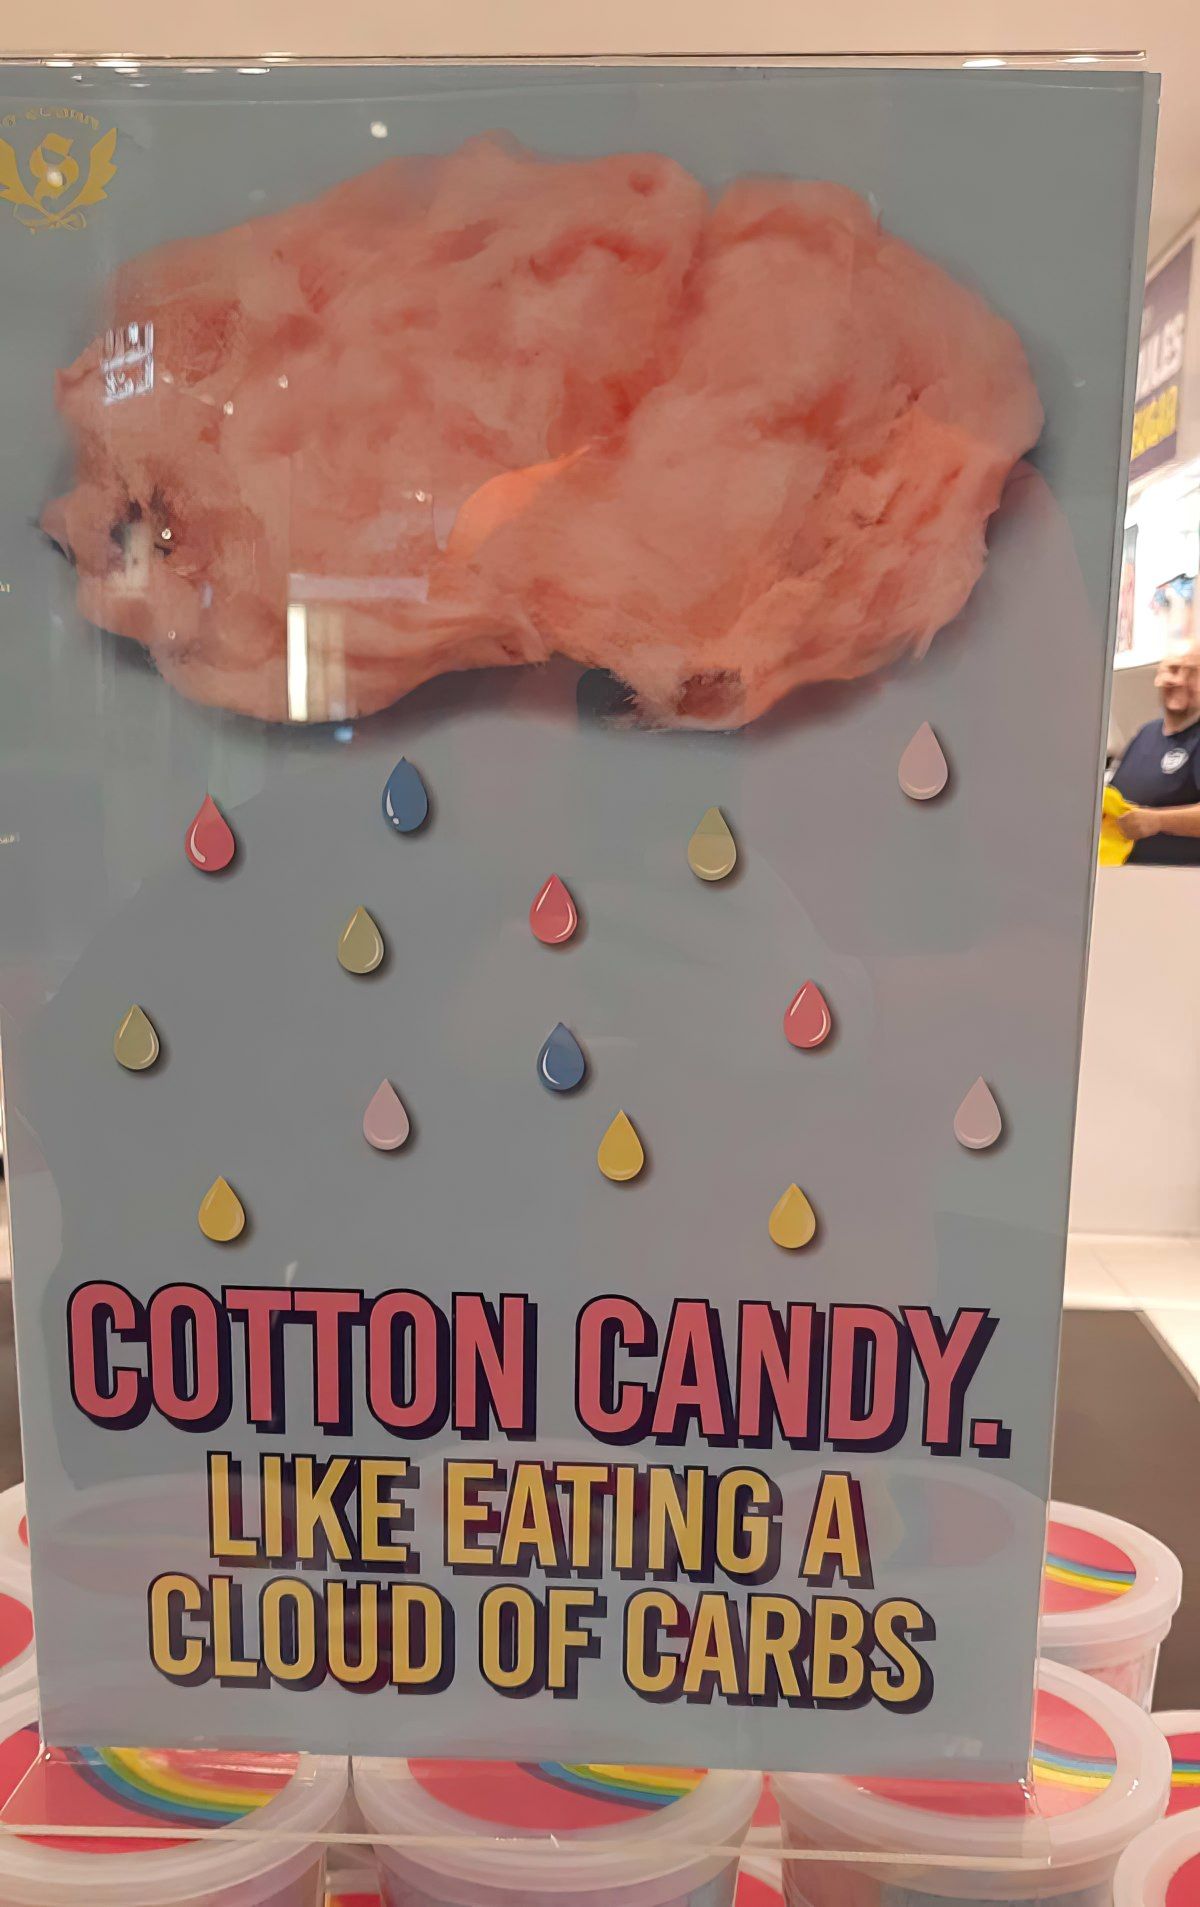 S
COTTON CANDY.
LIKE EATING A
CLOUD OF CARBS